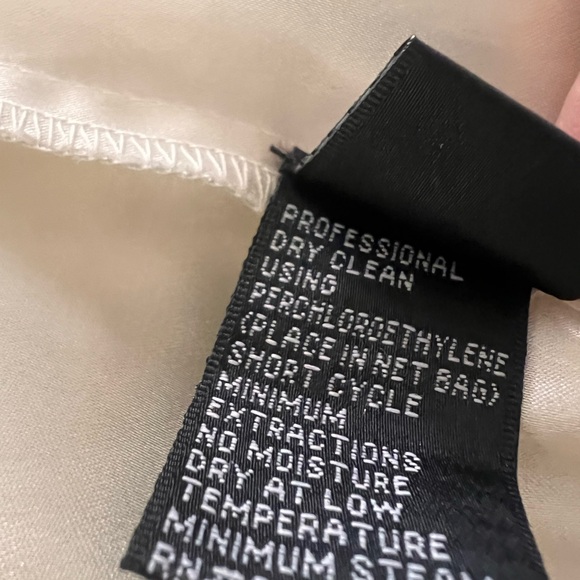 PROFESSIONAL
DRY CLEAN
USING
PERCHLOROETHYLENE
(PLACE IN NET BAG)
SHORT CYCLE
MINIMUM
EXTRACTIONS
NO MOISTURE
DRY AT LOW
TEMPERATURE
MINIMUM
RN